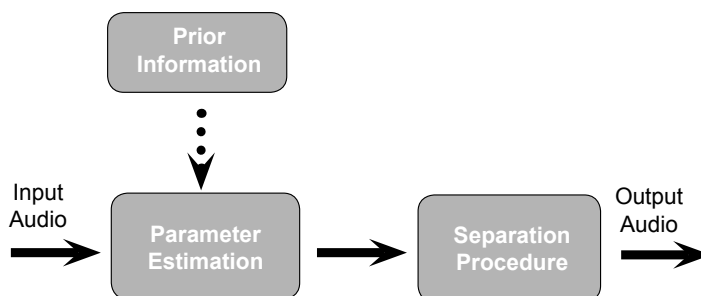 Prior
Information
Input
Audio
Parameter
Estimation
Separation
Procedure
Output
Audio